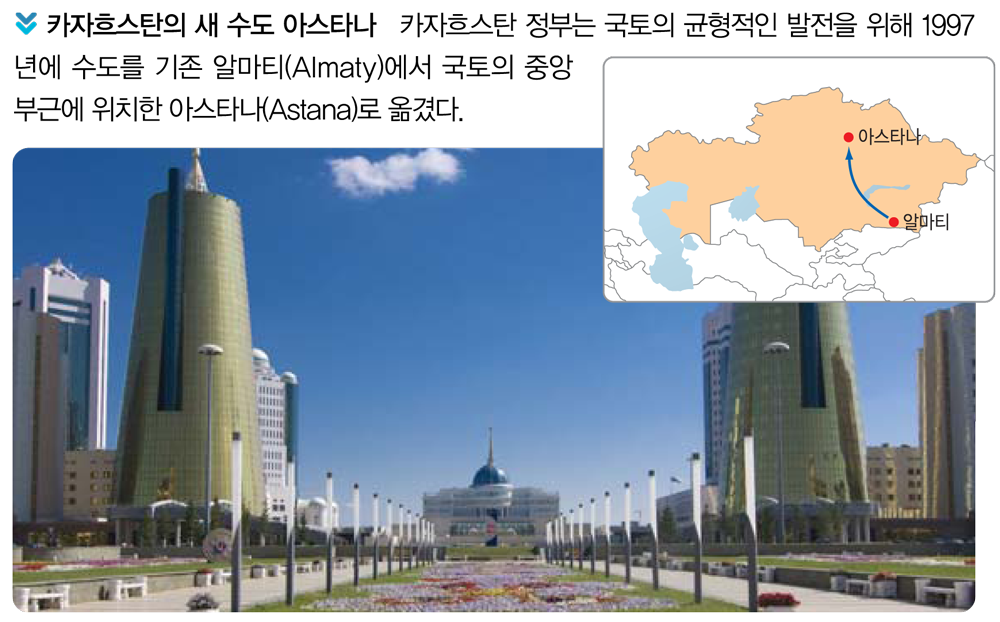 카자흐스탄의 새 수도 아스타나 카자흐스탄 정부는 국토의 균형적인 발전을 위해 1997
년에 수도를 기존 알마티(Almaty)에서 국토의 중앙
부근에 위치한 아스타나(Astana)로 옮겼다.
아스타나
알마티